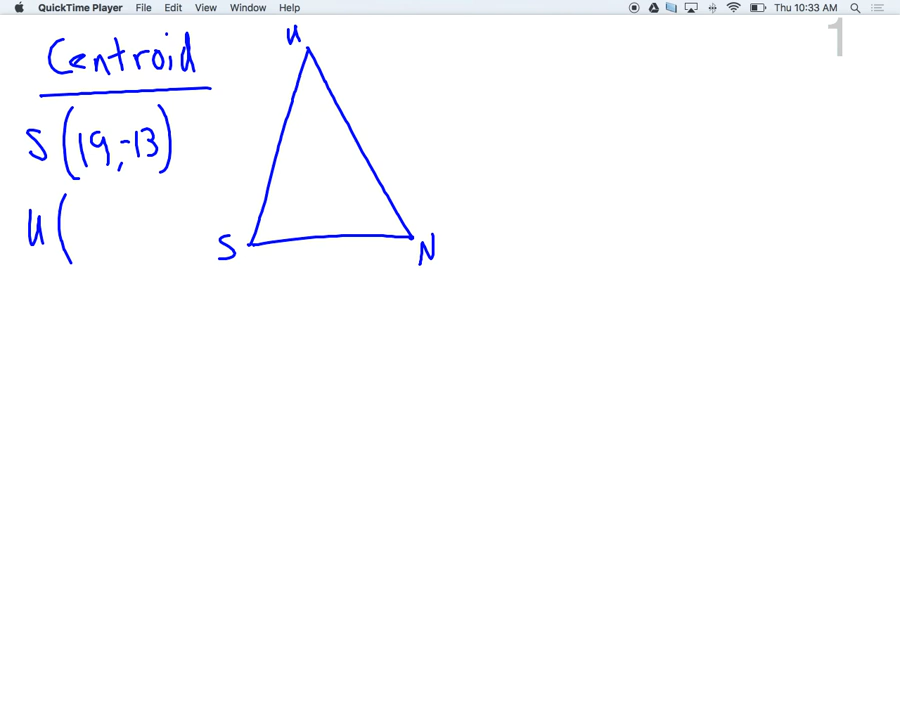 QuickTime Player File Edit View Window Help Thu 10:33 AM
1
Centroid
S (19,-13)
U (
U
S
N